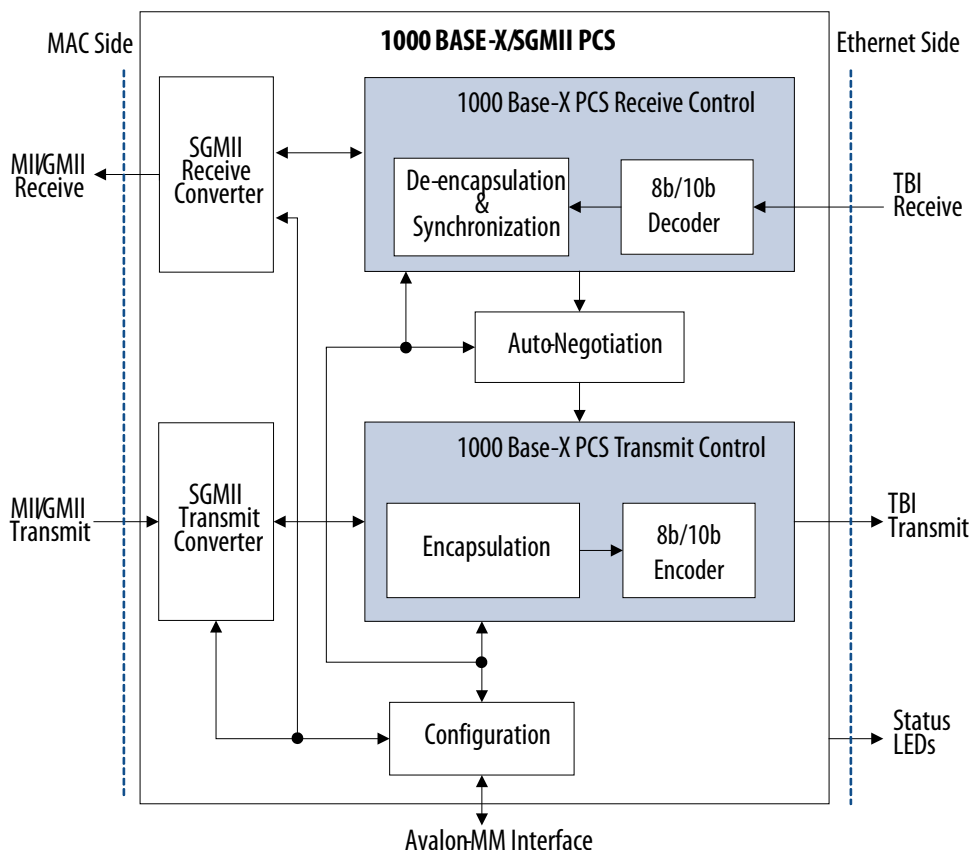 MAC Side
1000 BASE-X/SGMII PCS
Ethernet Side
1000 Base-X PCS Receive Control
MII/GMII
Receive
SGMII
Receive
Converter
De-encapsulation
&
Synchronization
8b/10b
Decoder
TBI
Receive
Auto-Negotiation
1000 Base-X PCS Transmit Control
MII/GMII
Transmit
SGMII
Transmit
Converter
Encapsulation
8b/10b
Encoder
TBI
Transmit
Configuration
Status
LEDs
Avalon-MM Interface